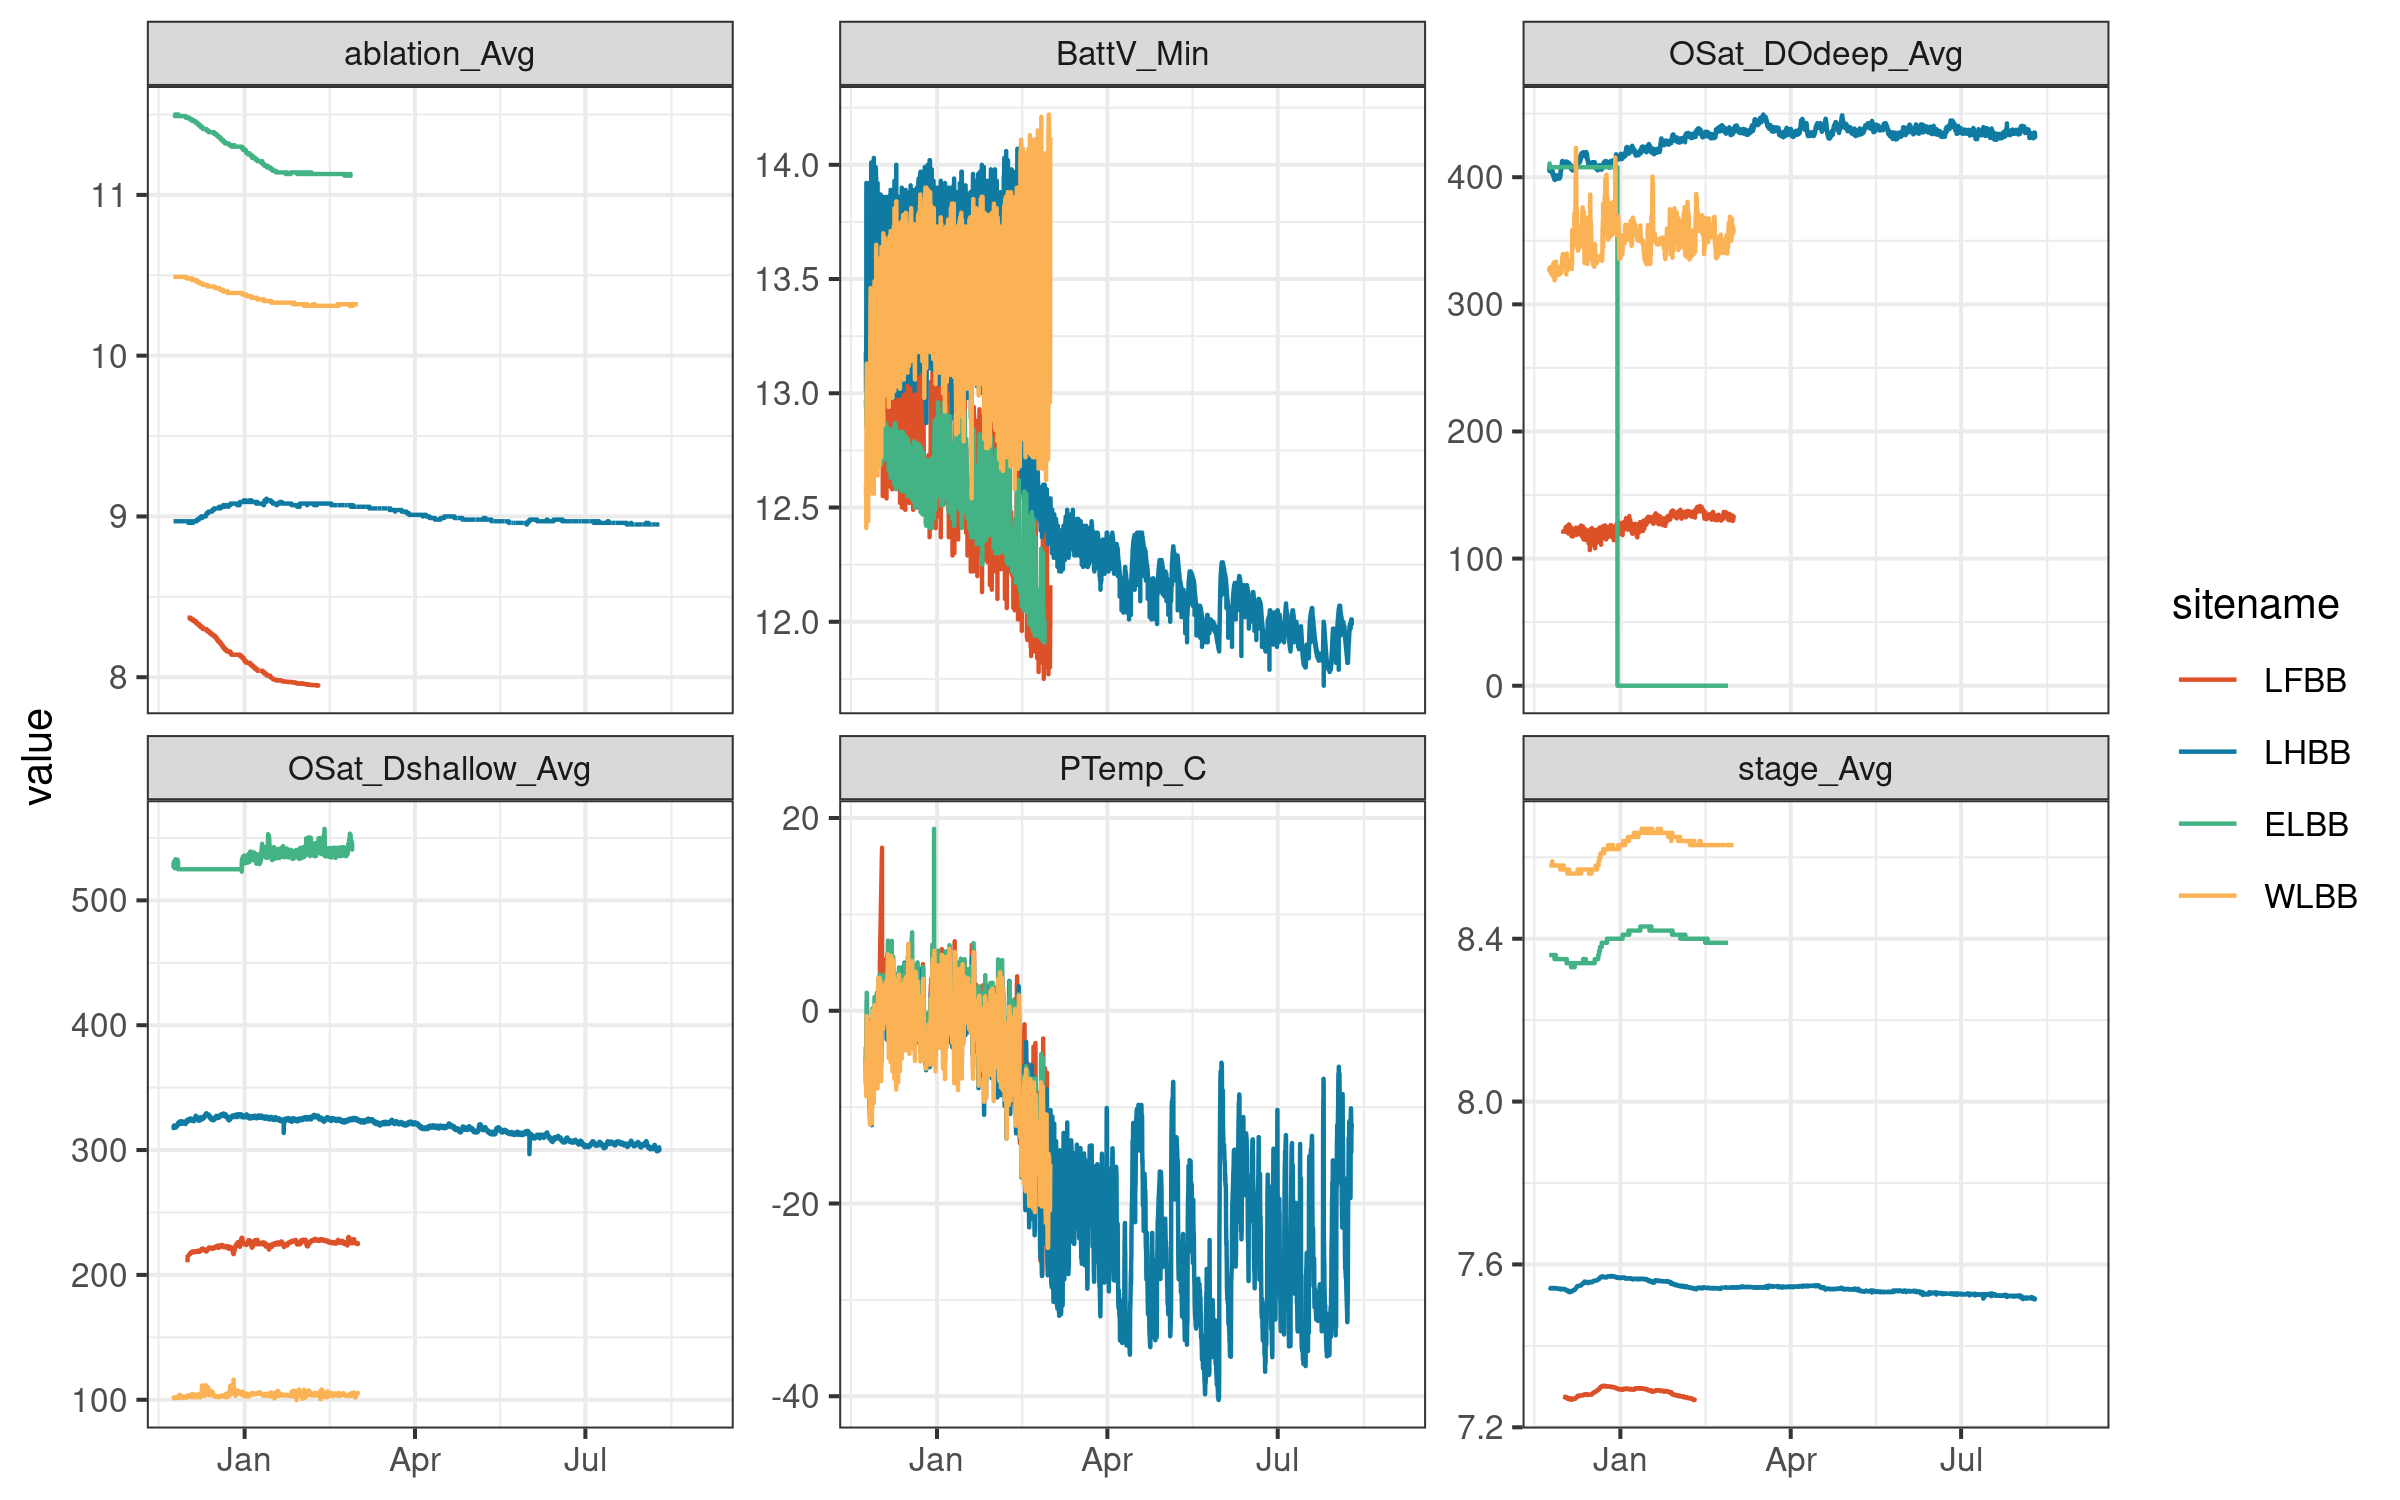 ablation_Avg
BattV_Min
OSat_DOdeep_Avg
11
10
9
8
14.0
13.5
13.0
12.5
12.0
400
300
200
100
0
value
OSat_Dshallow_Avg
PTemp_C
stage_Avg
500
400
300
200
100
20
0
-20
-40
8.4
8.0
7.6
7.2
Jan Apr Jul
Jan Apr Jul
Jan Apr Jul
sitename
LFBB
LHBB
ELBB
WLBB